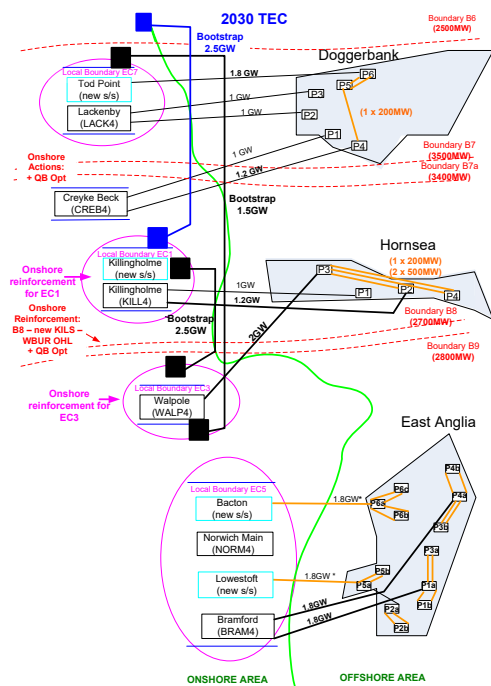 2030 TEC
Boundary B6
(2500MW)
Bootstrap
2.5GW
Doggerbank
Local Boundary EC7
Tod Point
(new s/s)
Lackenby
(LACK4)
1.8 GW
1 GW
1 GW
P6
P5
P3
P2
(1 x 200MW)
P1
P4
1 GW
1.2 GW
Boundary B7
(3500MW)
Boundary B7a
(3400MW)
Onshore
Actions:
+ QB Opt
Creyke Beck
(CREB4)
Bootstrap
1.5GW
Local Boundary EC1
Killingholme
(new s/s)
Killingholme
(KILL4)
Onshore
reinforcement
for EC1
Hornsea
(1 x 200MW)
(2 x 500MW)
P3
P1
P2
P4
1GW
1.2GW
Onshore
Reinforcement:
B8 – new KILS –
WBUR OHL
+ QB Opt
Bootstrap
2.5GW
2GW
Boundary B8
(2700MW)
Boundary B9
(2800MW)
Onshore
reinforcement for
EC3
Local Boundary EC3
Walpole
(WALP4)
East Anglia
Local Boundary EC5
Bacton
(new s/s)
Norwich Main
(NORM4)
Lowestoft
(new s/s)
Bramford
(BRAM4)
1.8GW*
1.8GW *
1.8GW
1.8GW
P4b
P6c
P4a
P6a
P6b
P3b
P3a
P5b
P5a
P1a
P2a
P1b
P2b
ONSHORE AREA
OFFSHORE AREA